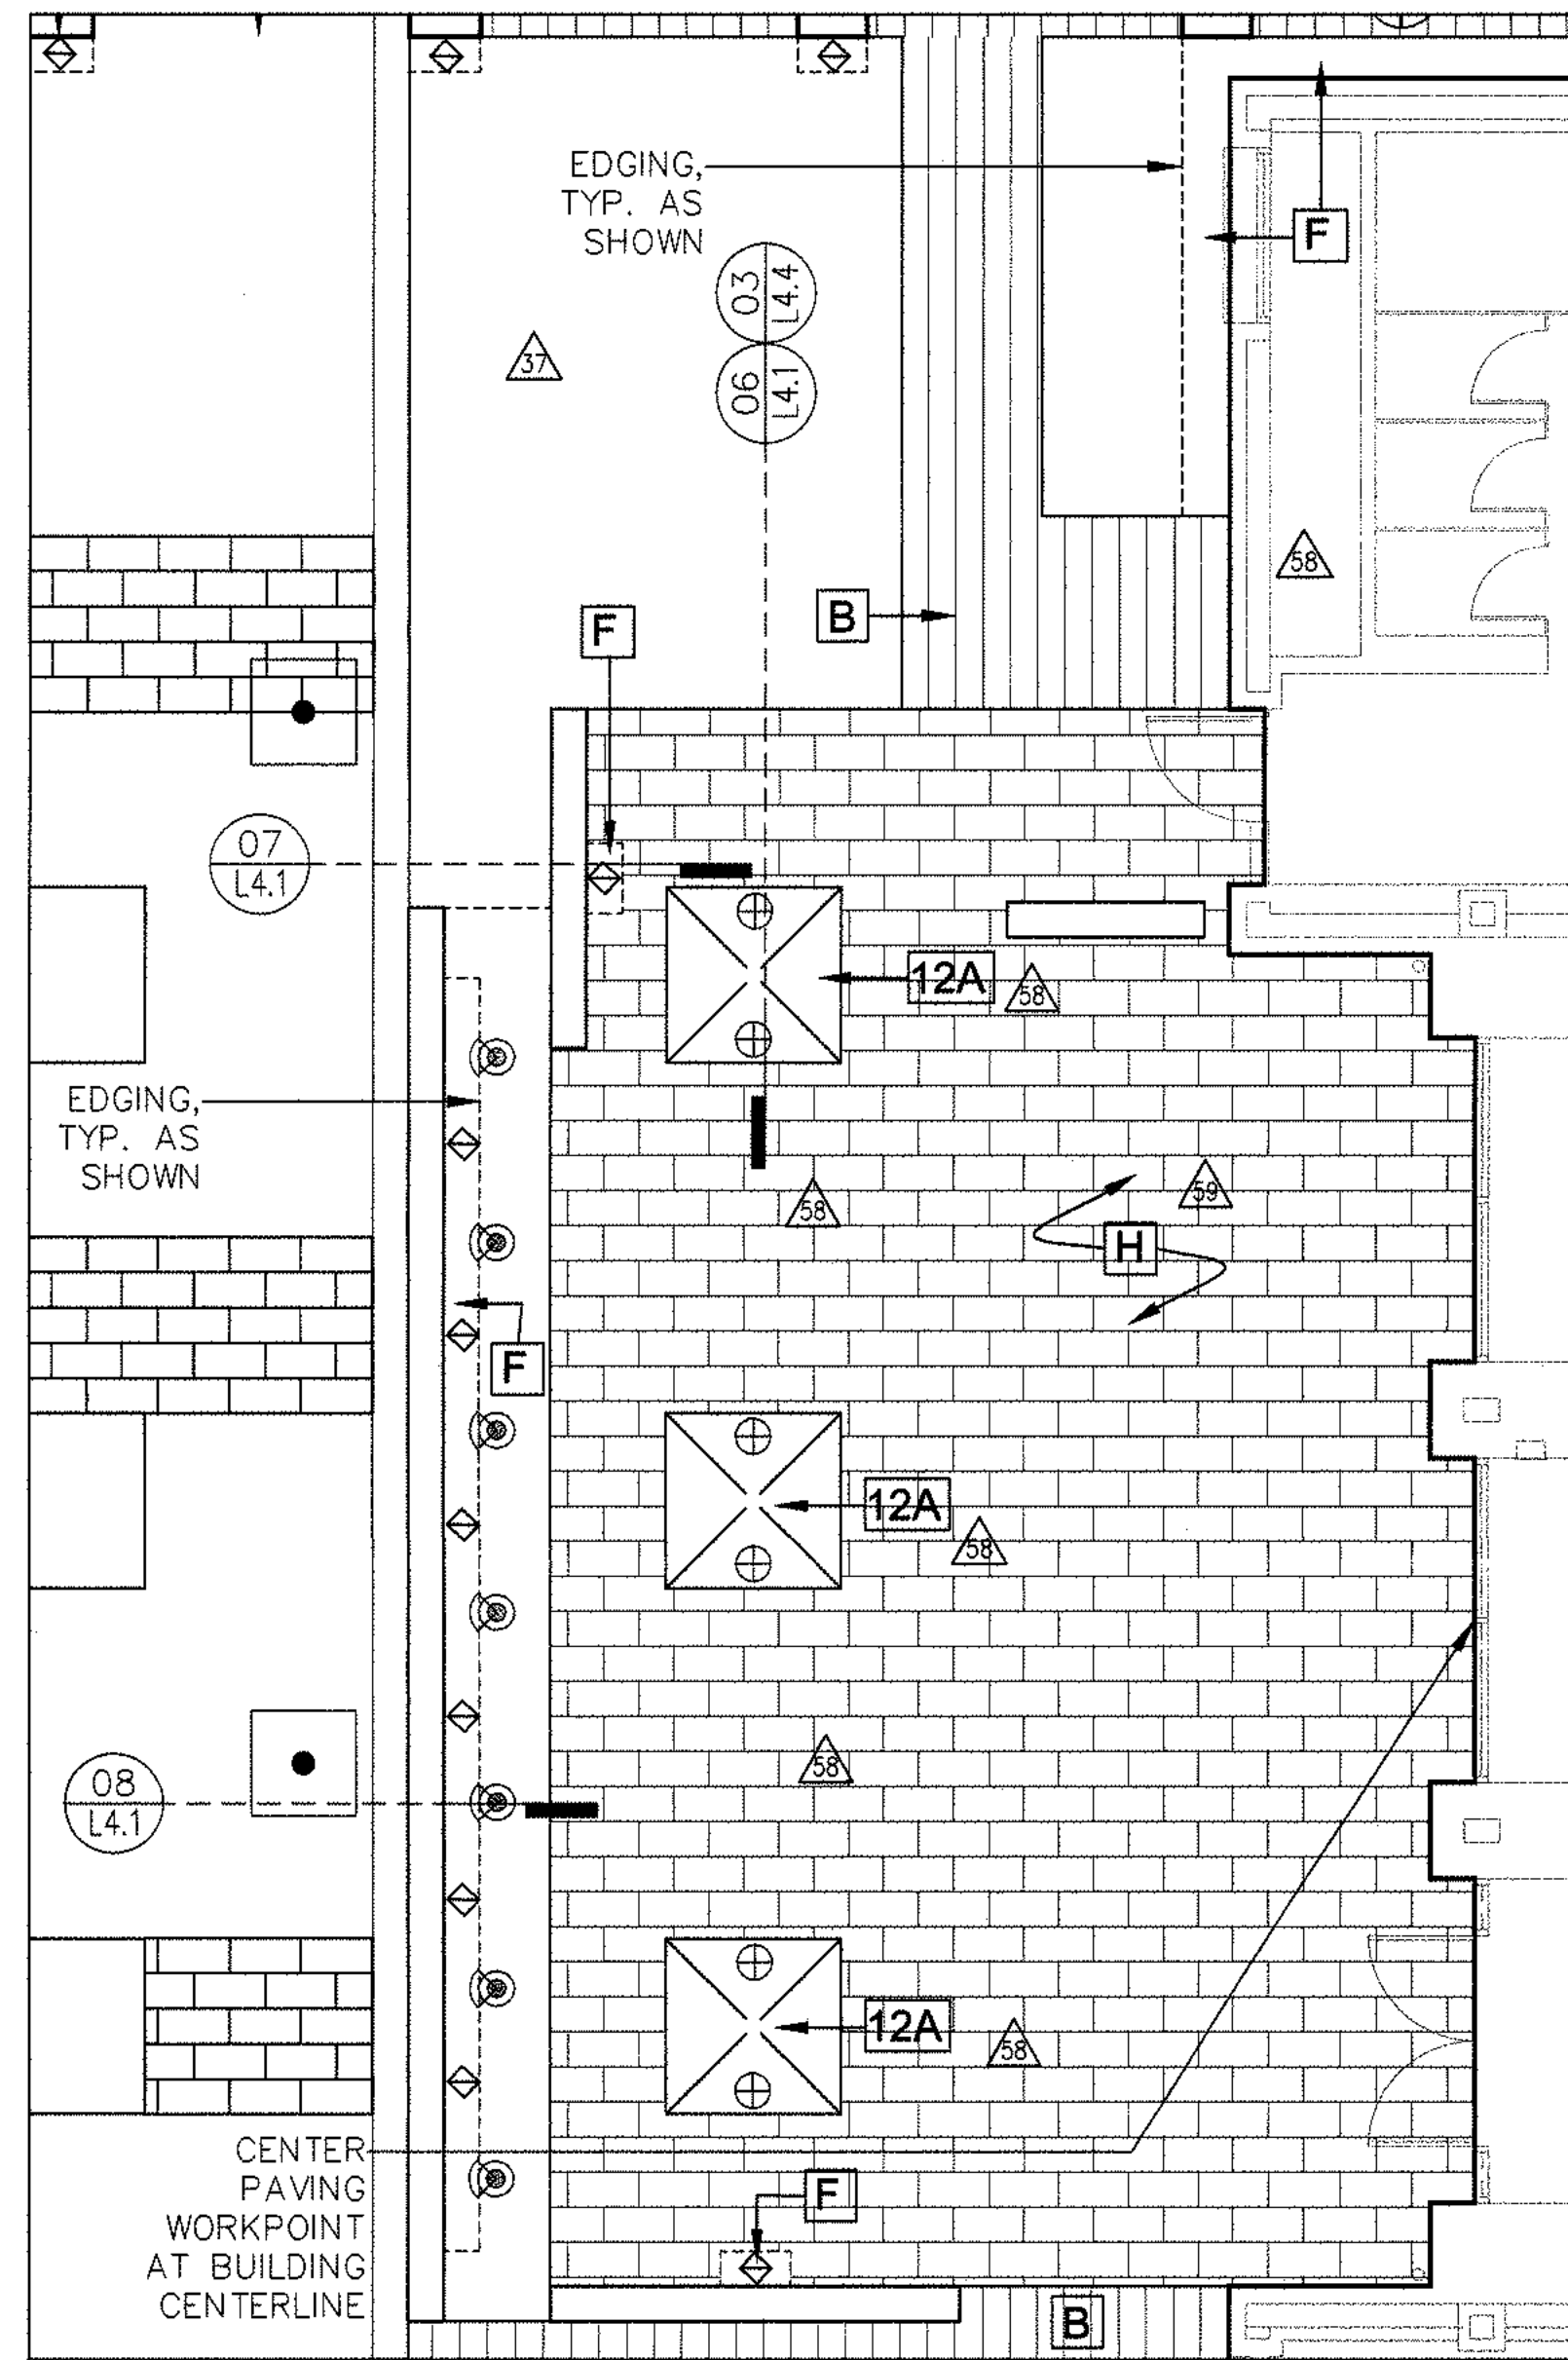 EDGING,
TYP. AS
SHOWN
F
03
L4.4
06
L4.1
37
58
B
F
07
L4.1
12A
58
EDGING,
TYP. AS
SHOWN
58
59
H
F
12A
58
58
08
L4.1
12A
58
CENTER
PAVING
WORKPOINT
AT BUILDING
CENTERLINE
F
B